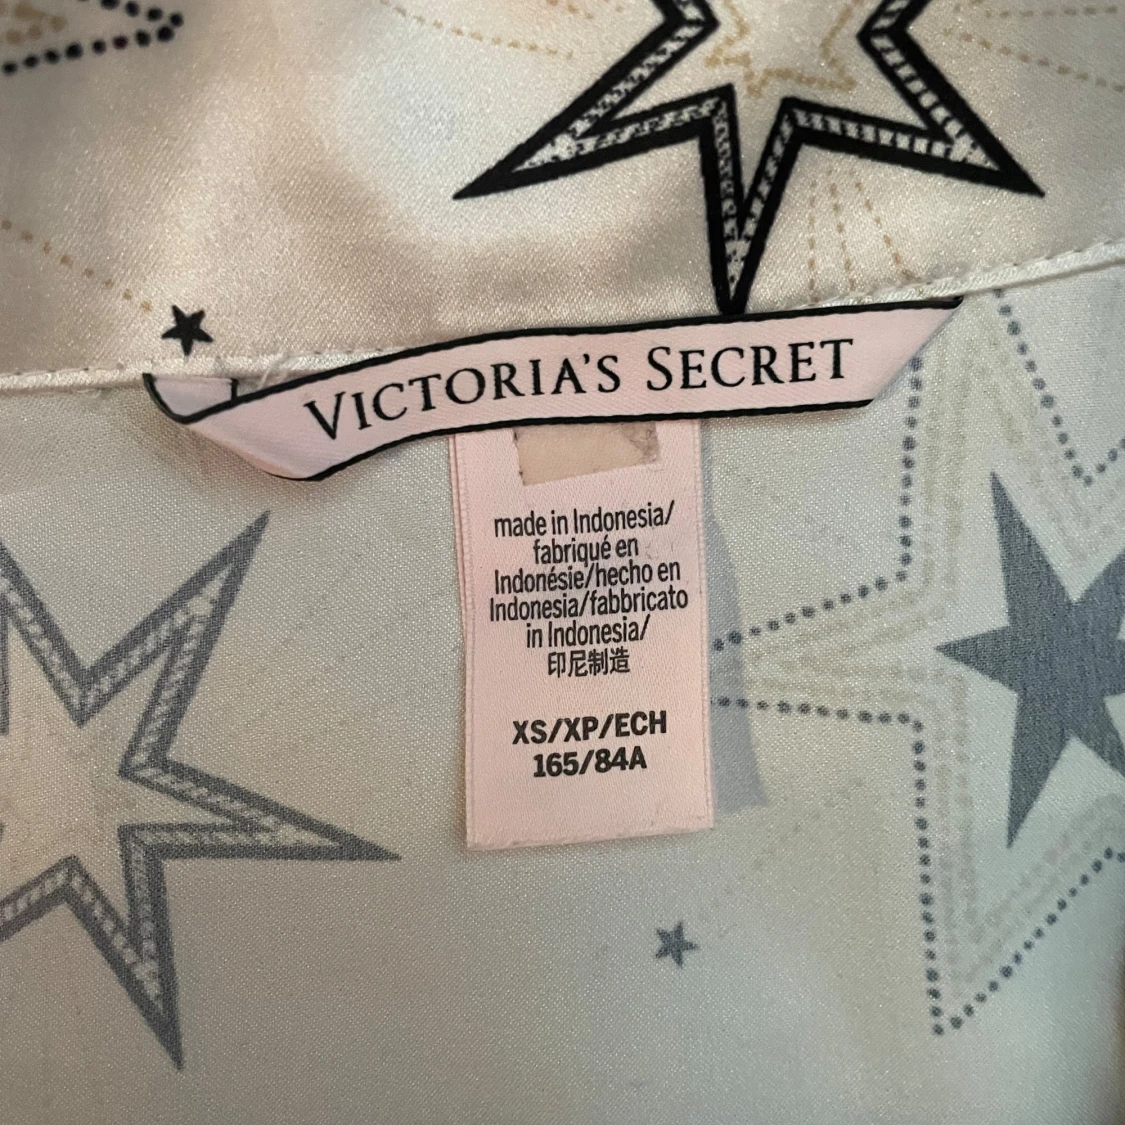 VICTORIA'S SECRET
made in Indonesia/
fabriqué en
Indonésie/hecho en
Indonesia/fabbricato
in Indonesia/
印尼制造
XS/XP/ECH
165/84A